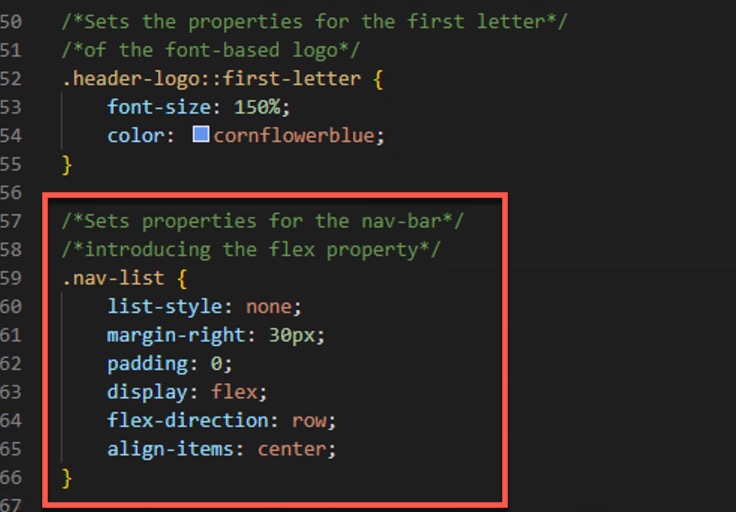 50 /*Sets the properties for the first letter*/
51 /*of the font-based logo*/
52 .header-logo::first-letter {
53 font-size: 150%;
54 color: cornflowerblue;
55 }
56
57 /*Sets properties for the nav-bar*/
58 /*introducing the flex property*/
59 .nav-list {
60 list-style: none;
61 margin-right: 30px;
62 padding: 0;
63 display: flex;
64 flex-direction: row;
65 align-items: center;
66 }
67